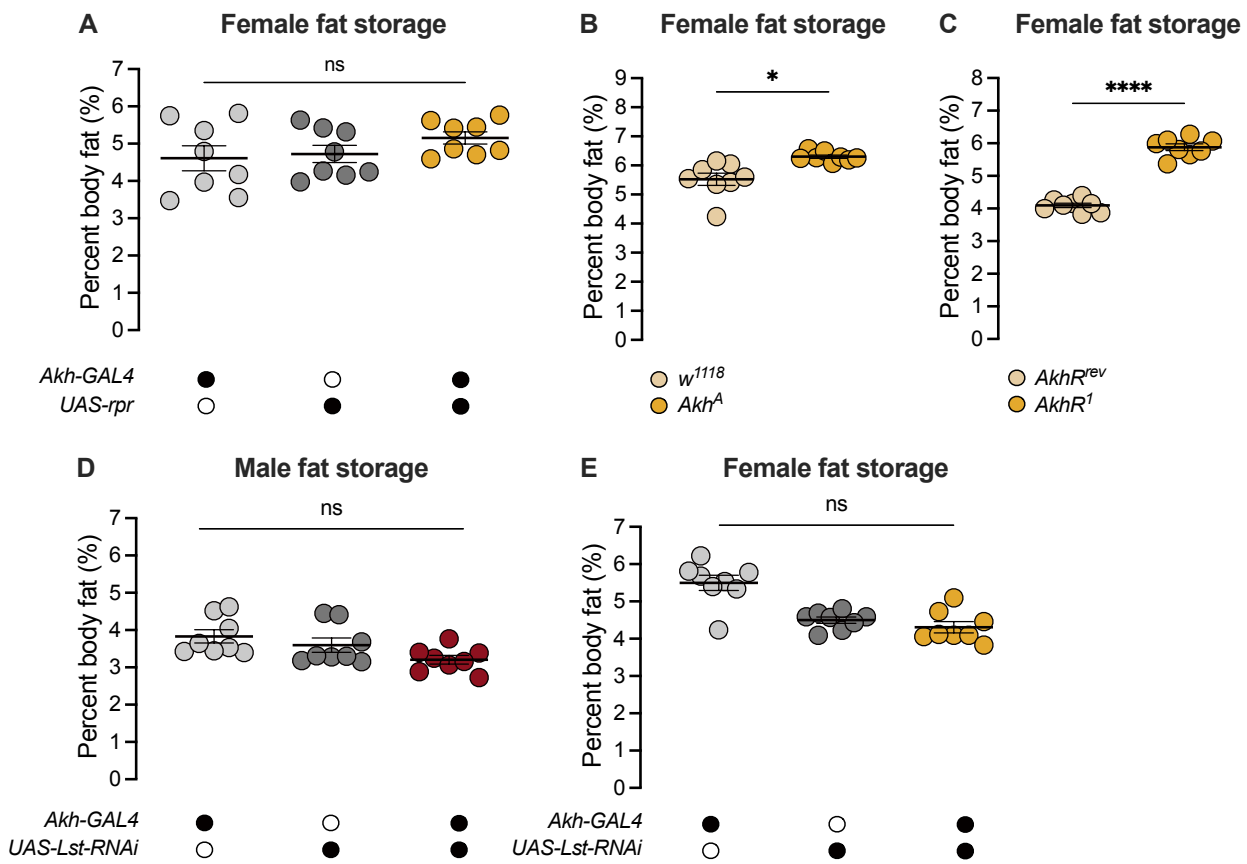 A Female fat storage
Percent body fat (%)
7
6
5
4
3
2
1
0
ns
Akh-GAL4
UAS-rpr
B Female fat storage
Percent body fat (%)
9
8
7
6
5
4
3
2
1
0
*
w1118
AkhA
C Female fat storage
Percent body fat (%)
8
7
6
5
4
3
2
1
0
****
AkhRrev
AkhR1
D Male fat storage
Percent body fat (%)
7
6
5
4
3
2
1
0
ns
Akh-GAL4
UAS-Lst-RNAi
E Female fat storage
Percent body fat (%)
7
6
5
4
3
2
1
0
ns
Akh-GAL4
UAS-Lst-RNAi